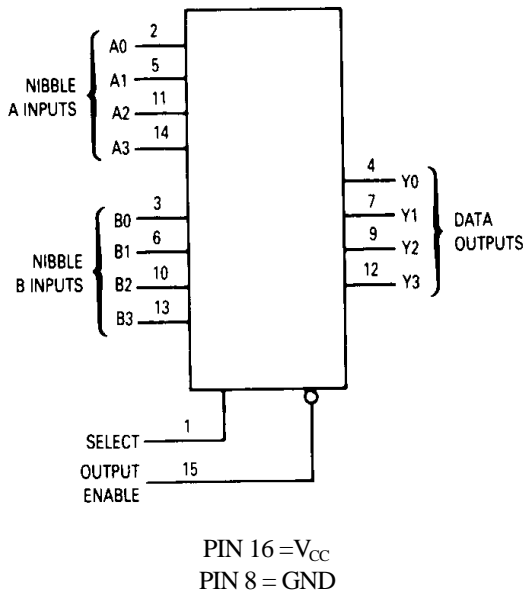 2
A0
5
NIBBLE
A1
A INPUTS
11
A2
14
A3
4
Y0
3
B0
7
Y1
DATA
6
B1
9
Y2
OUTPUTS
NIBBLE
10
B INPUTS
B2
12
Y3
13
B3
1
SELECT
OUTPUT
15
ENABLE
PIN 16 =VCC
PIN 8 = GND